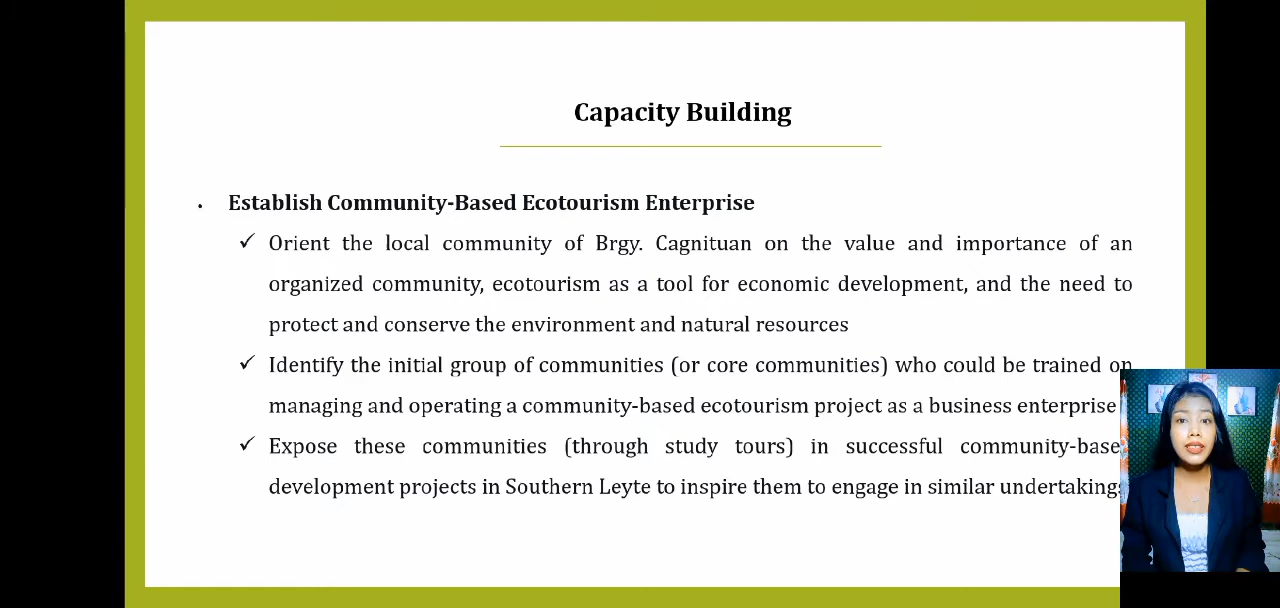 Capacity Building
• Establish Community-Based Ecotourism Enterprise
✓ Orient the local community of Brgy. Cagnituan on the value and importance of an
organized community, ecotourism as a tool for economic development, and the need to
protect and conserve the environment and natural resources
✓ Identify the initial group of communities (or core communities) who could be trained on
managing and operating a community-based ecotourism project as a business enterprise
✓ Expose these communities (through study tours) in successful community-based
development projects in Southern Leyte to inspire them to engage in similar undertakings